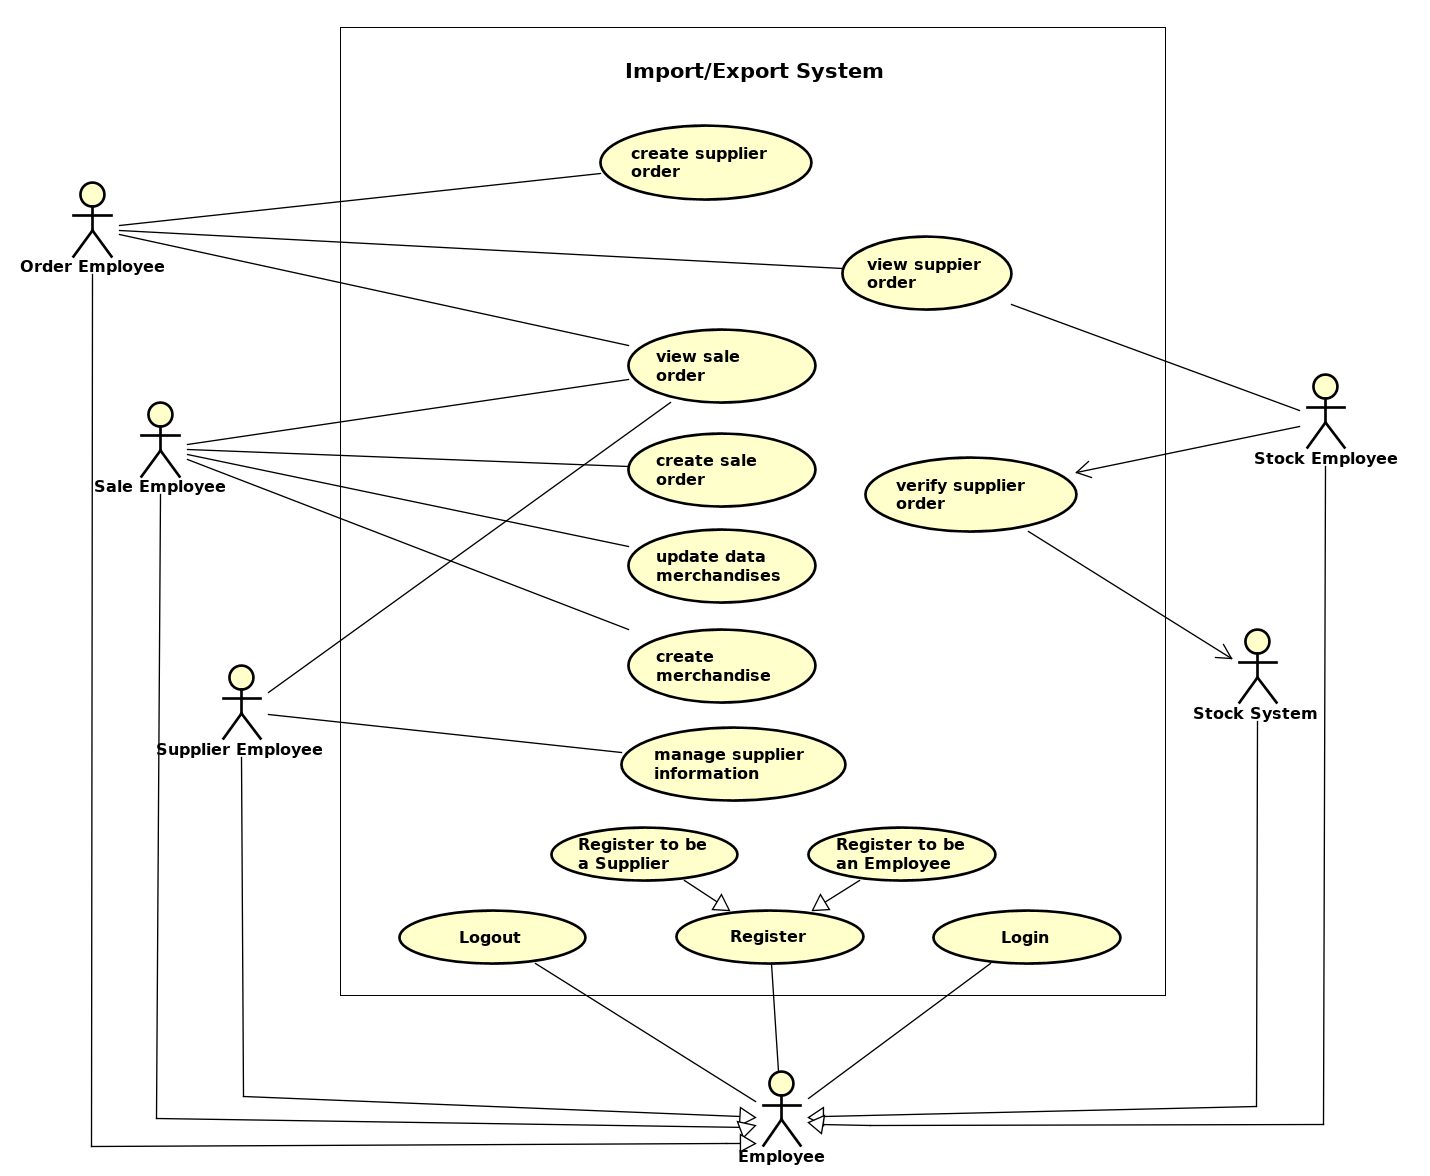 Import/Export System
create supplier
order
Order Employee
view suppier
order
view sale
order
Sale Employee
create sale
order
Stock Employee
verify supplier
order
update data
merchandises
create
merchandise
Stock System
Supplier Employee
manage supplier
information
Register to be
a Supplier
Register to be
an Employee
Logout
Register
Login
Employee